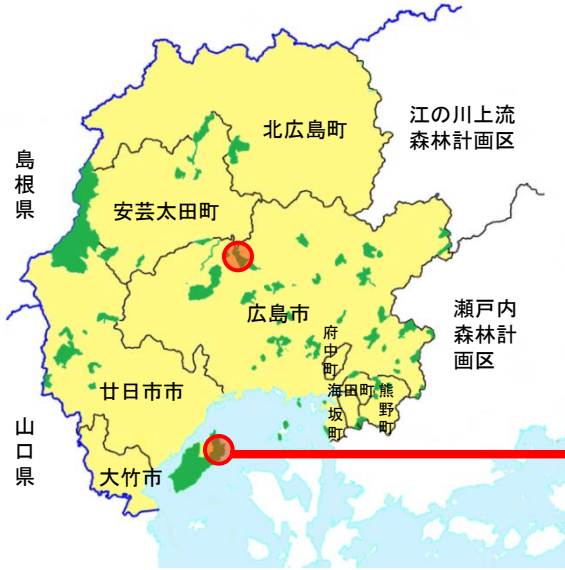 北広島町
江の川上流
森林計画区
島根県
安芸太田町
広島市
瀬戸内
森林計
画区
府中町
海田町
熊野町
坂町
廿日市市
山口県
大竹市